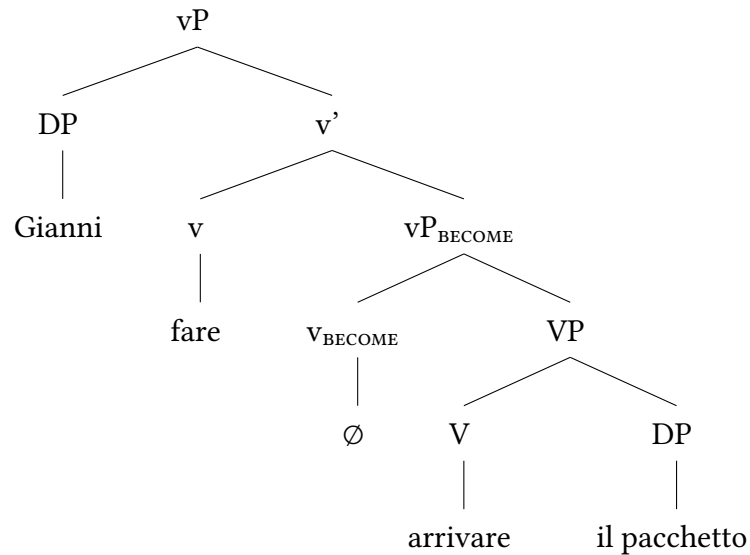 vP
DP v’
Gianni v vP_BECOME
fare v_BECOME VP
∅ V DP
arrivare il pacchetto